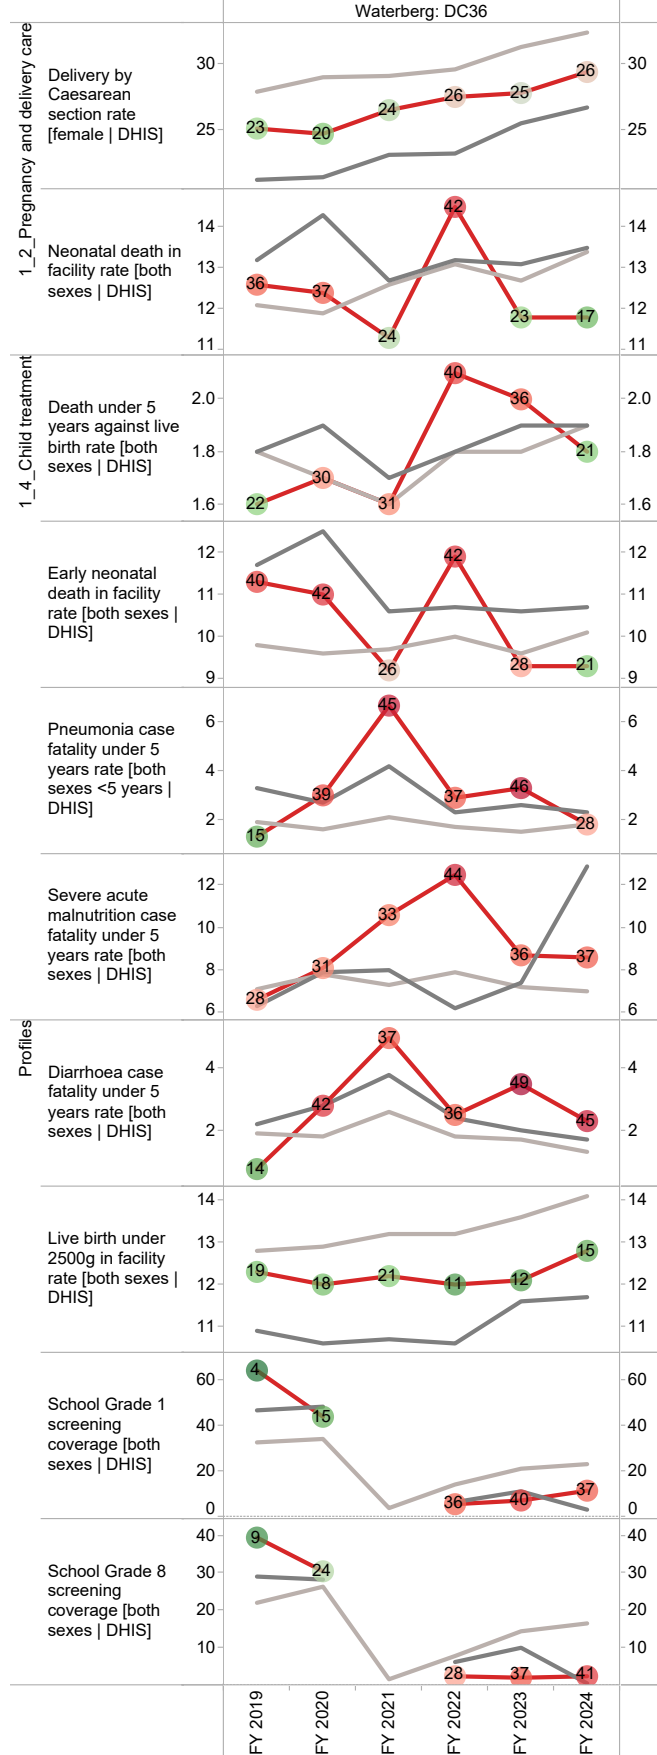 Waterberg: DC36
1_2_Pregnancy and delivery care
Delivery by
Caesarean
section rate
[female | DHIS]
30
25
23
20
24
26
25
26
30
25
Neonatal death in
facility rate [both
sexes | DHIS]
14
13
12
11
36
37
24
42
23
17
14
13
12
11
1_4_Child treatment
Death under 5
years against live
birth rate [both
sexes | DHIS]
2.0
1.8
1.6
22
30
31
40
36
21
2.0
1.8
1.6
Early neonatal
death in facility
rate [both sexes |
DHIS]
12
11
10
9
40
42
26
42
28
21
12
11
10
9
Pneumonia case
fatality under 5
years rate [both
sexes <5 years |
DHIS]
6
4
2
15
39
45
37
46
28
6
4
2
Severe acute
malnutrition case
fatality under 5
years rate [both
sexes | DHIS]
12
10
8
6
28
31
33
44
36
37
12
10
8
6
Profiles
Diarrhoea case
fatality under 5
years rate [both
sexes | DHIS]
4
2
14
42
37
36
49
45
4
2
Live birth under
2500g in facility
rate [both sexes |
DHIS]
14
13
12
11
19
18
21
11
12
15
14
13
12
11
School Grade 1
screening
coverage [both
sexes | DHIS]
60
40
20
0
4
15
36
40
37
60
40
20
0
School Grade 8
screening
coverage [both
sexes | DHIS]
40
30
20
10
9
24
28
37
41
40
30
20
10
FY 2019
FY 2020
FY 2021
FY 2022
FY 2023
FY 2024